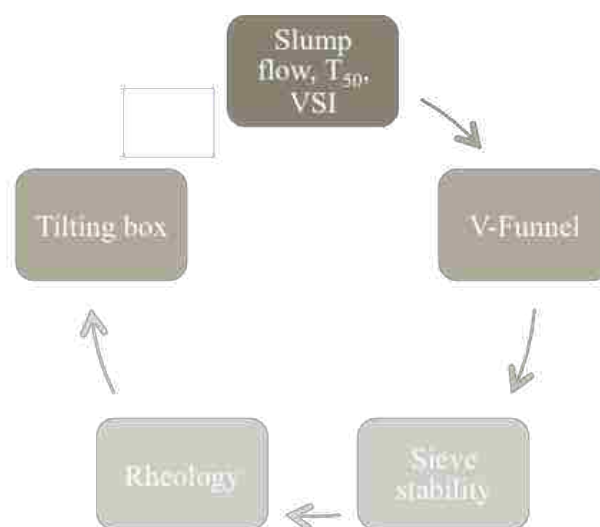 Slump
flow, T₅₀,
VSI
V-Funnel
Sieve
stability
Rheology
Tilting box